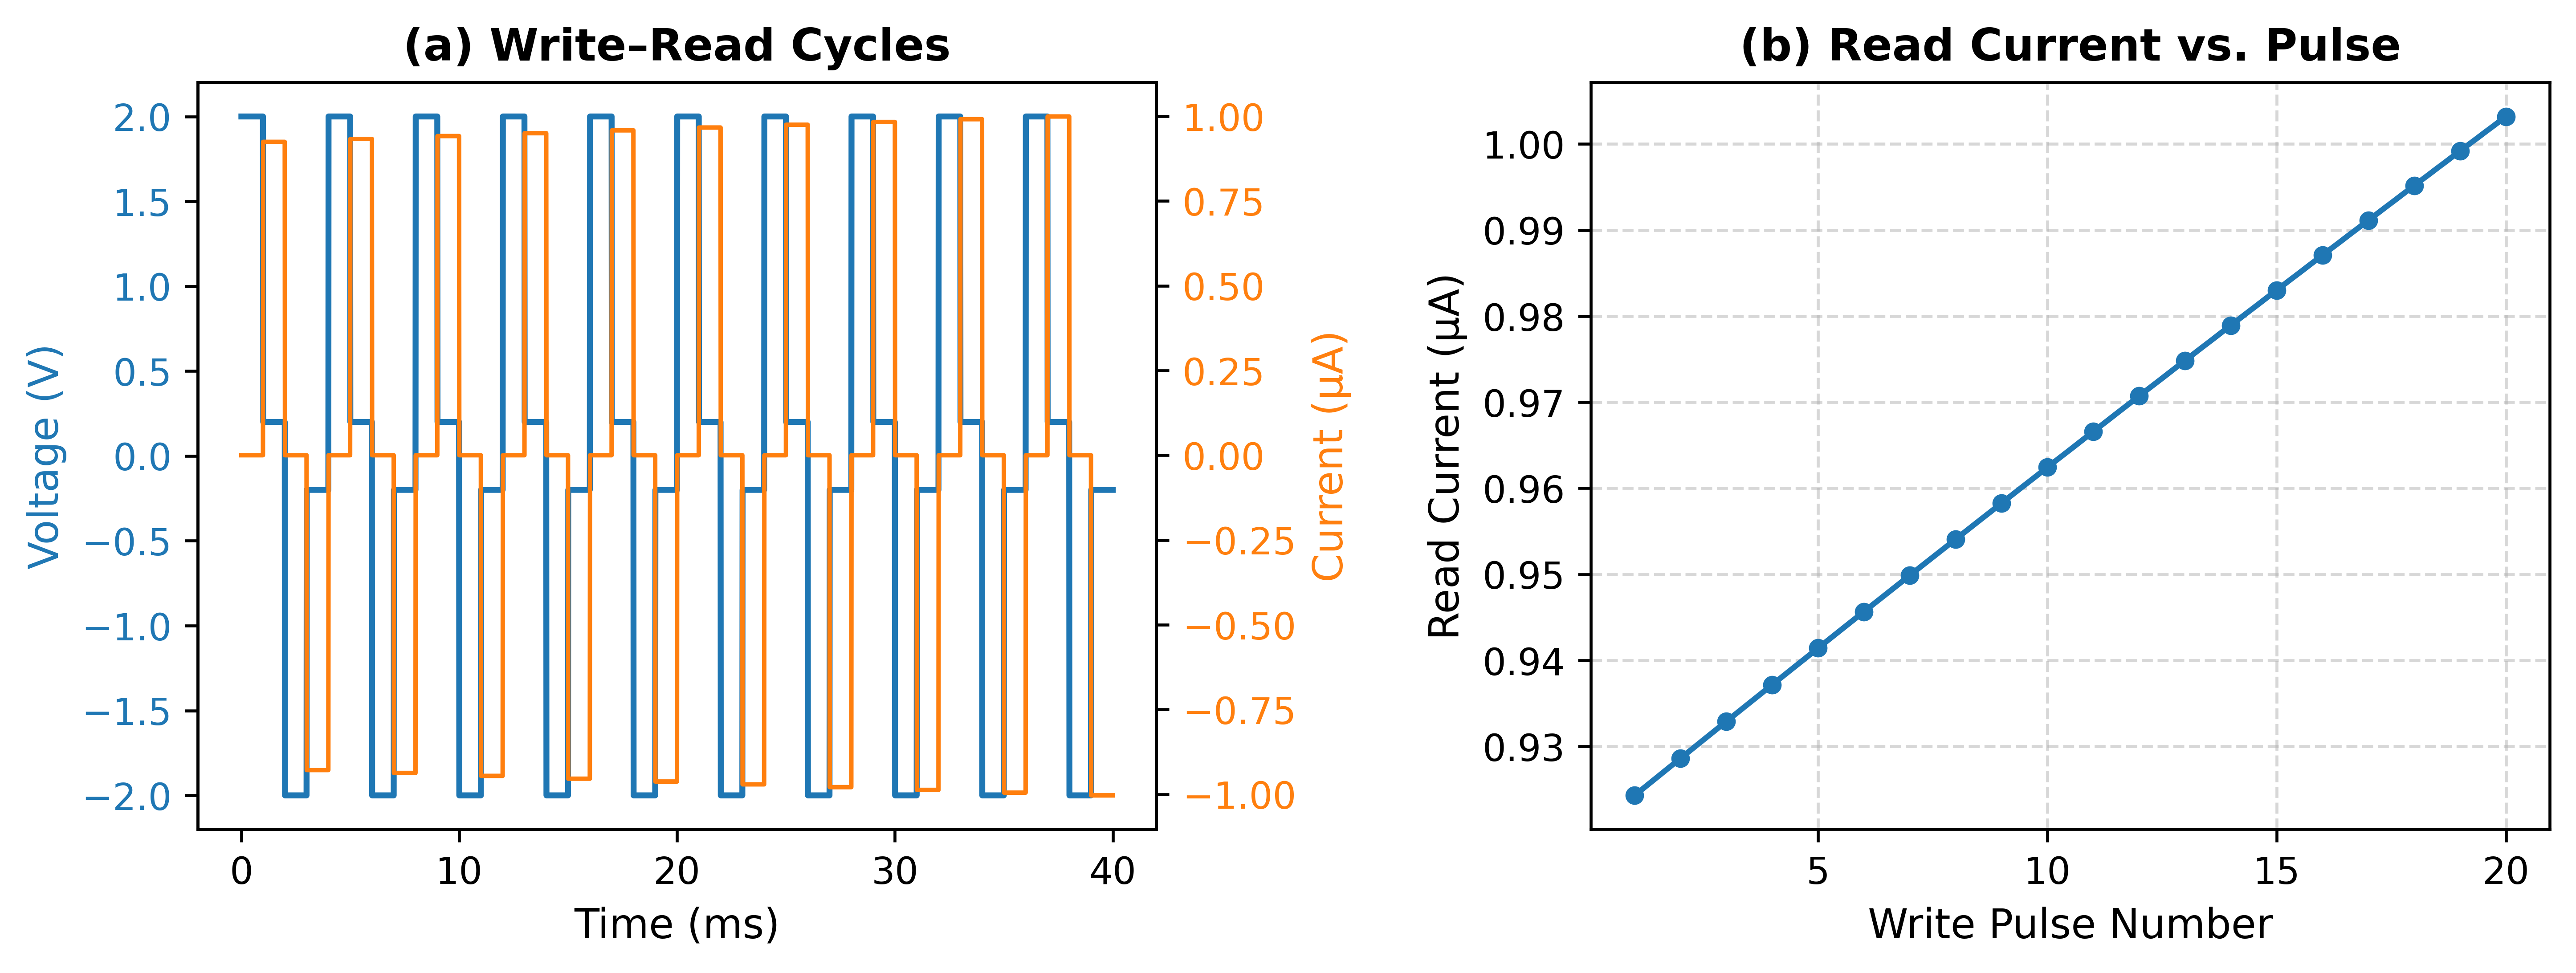 (a) Write–Read Cycles
2.0
1.5
1.0
0.5
0.0
−0.5
−1.0
−1.5
−2.0
Voltage (V)
1.00
0.75
0.50
0.25
0.00
−0.25
−0.50
−0.75
−1.00
Current (μA)
0 10 20 30 40
Time (ms)
(b) Read Current vs. Pulse
1.00
0.99
0.98
0.97
0.96
0.95
0.94
0.93
Read Current (μA)
5 10 15 20
Write Pulse Number